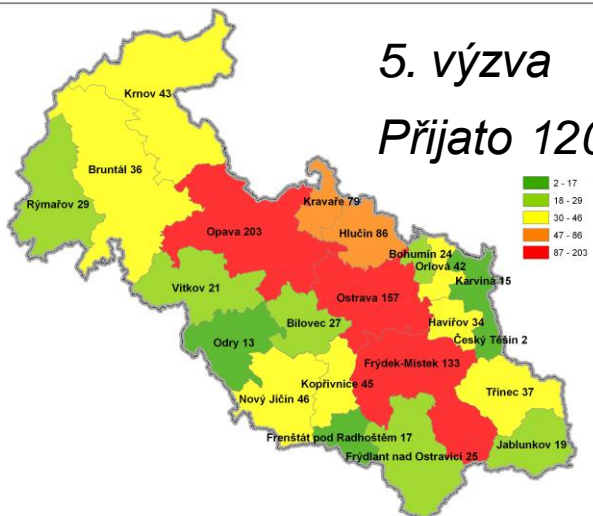 5. výzva
Přijato 120
2 - 17
18 - 29
30 - 46
47 - 86
87 - 203
Krnov 43
Bruntál 36
Rýmařov 29
Kravaře 79
Opava 203
Hlučín 86
Bohumín 24
Orlová 42
Karviná 15
Vítkov 21
Ostrava 157
Bílovec 27
Havířov 34
Odry 13
Český Těšín 2
Frýdek-Místek 133
Kopřivnice 45
Třinec 37
Nový Jičín 46
Frenštát pod Radhoštěm 17
Jablunkov 19
Frýdlant nad Ostravicí 25